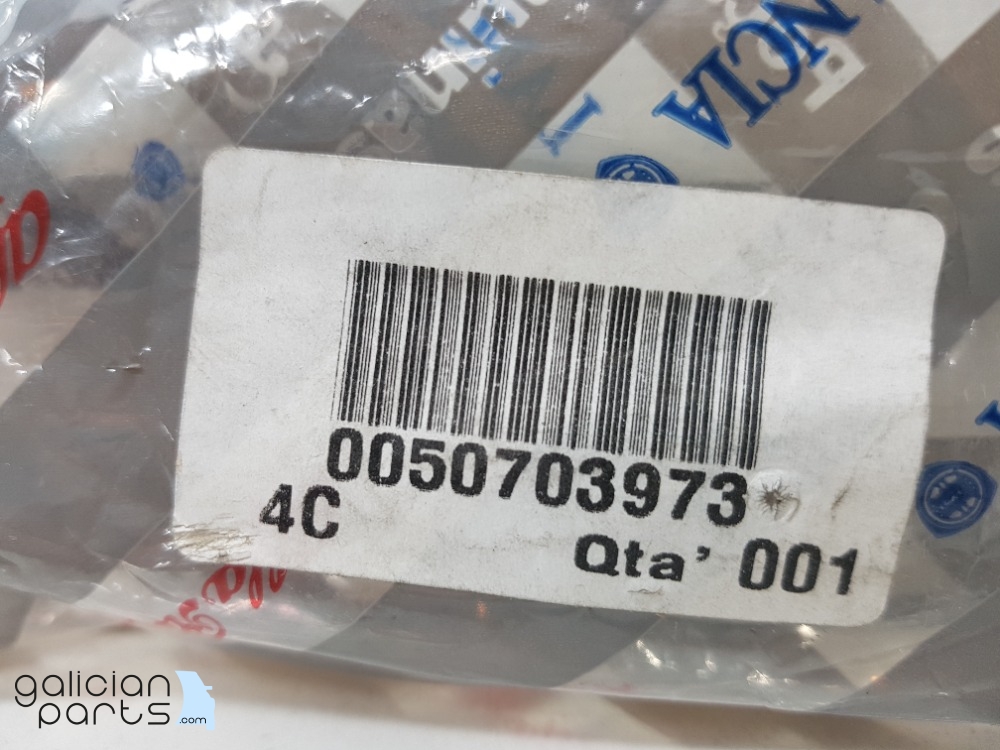 NCIA
L
0050703973
4C
Qta' 001
galician
parts.com